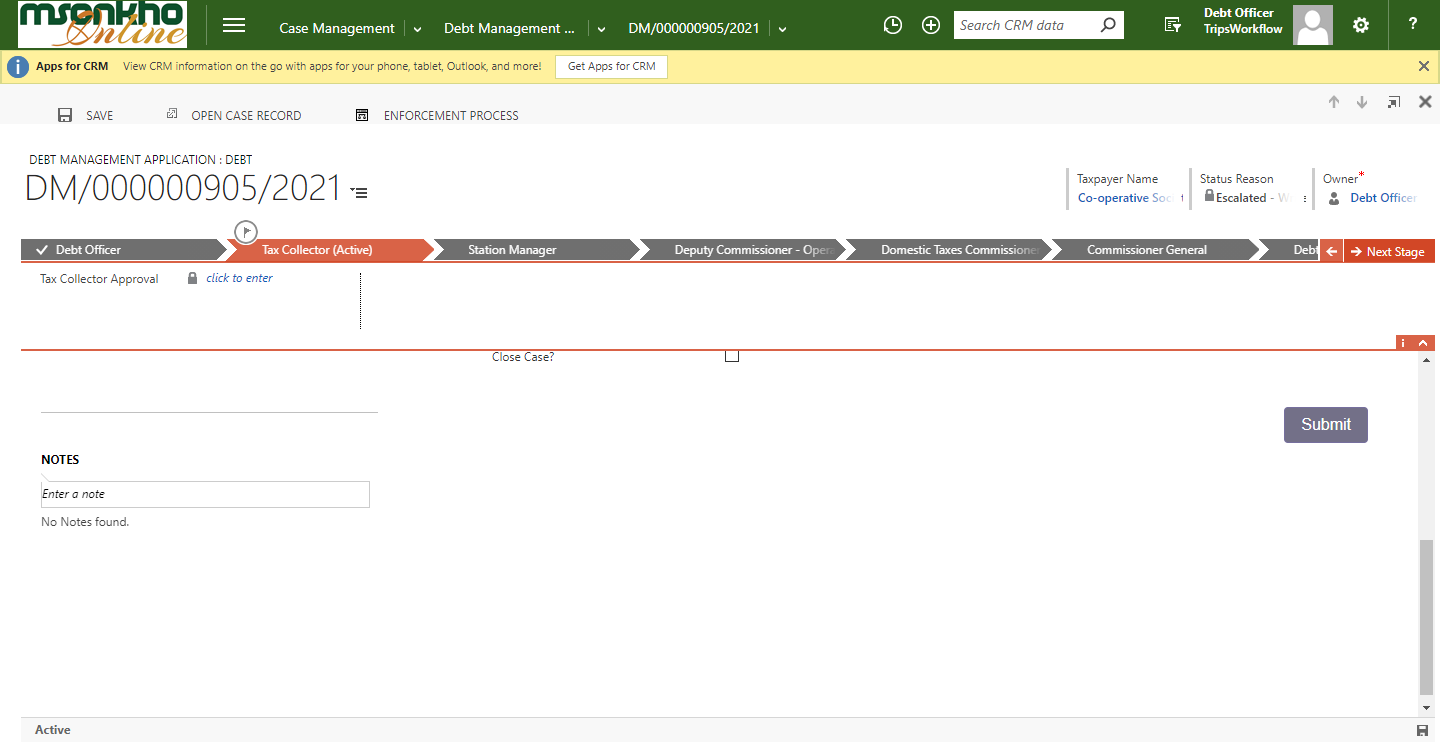 msonkho
Online
Case Management
Debt Management ...
DM/000000905/2021
Search CRM data
Debt Officer
TripsWorkflow
?
Apps for CRM View CRM information on the go with apps for your phone, tablet, Outlook, and more! Get Apps for CRM
SAVE OPEN CASE RECORD ENFORCEMENT PROCESS
DEBT MANAGEMENT APPLICATION : DEBT
DM/000000905/2021
Taxpayer Name Status Reason Owner*
Co-operative Soc Escalated - Debt Officer
Debt Officer Tax Collector (Active) Station Manager Deputy Commissioner - Oper Domestic Taxes Commissioner Commissioner General Debt Next Stage
Tax Collector Approval click to enter
Close Case?
Submit
NOTES
Enter a note
No Notes found.
Active